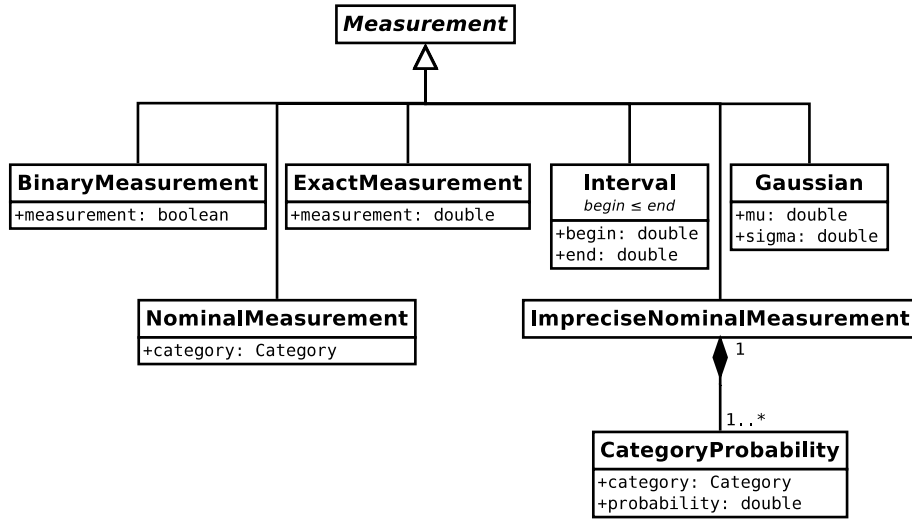 Measurement
BinaryMeasurement
+measurement: boolean
ExactMeasurement
+measurement: double
Interval
begin ≤ end
+begin: double
+end: double
Gaussian
+mu: double
+sigma: double
NominalMeasurement
+category: Category
ImpreciseNominalMeasurement
1
1..*
CategoryProbability
+category: Category
+probability: double